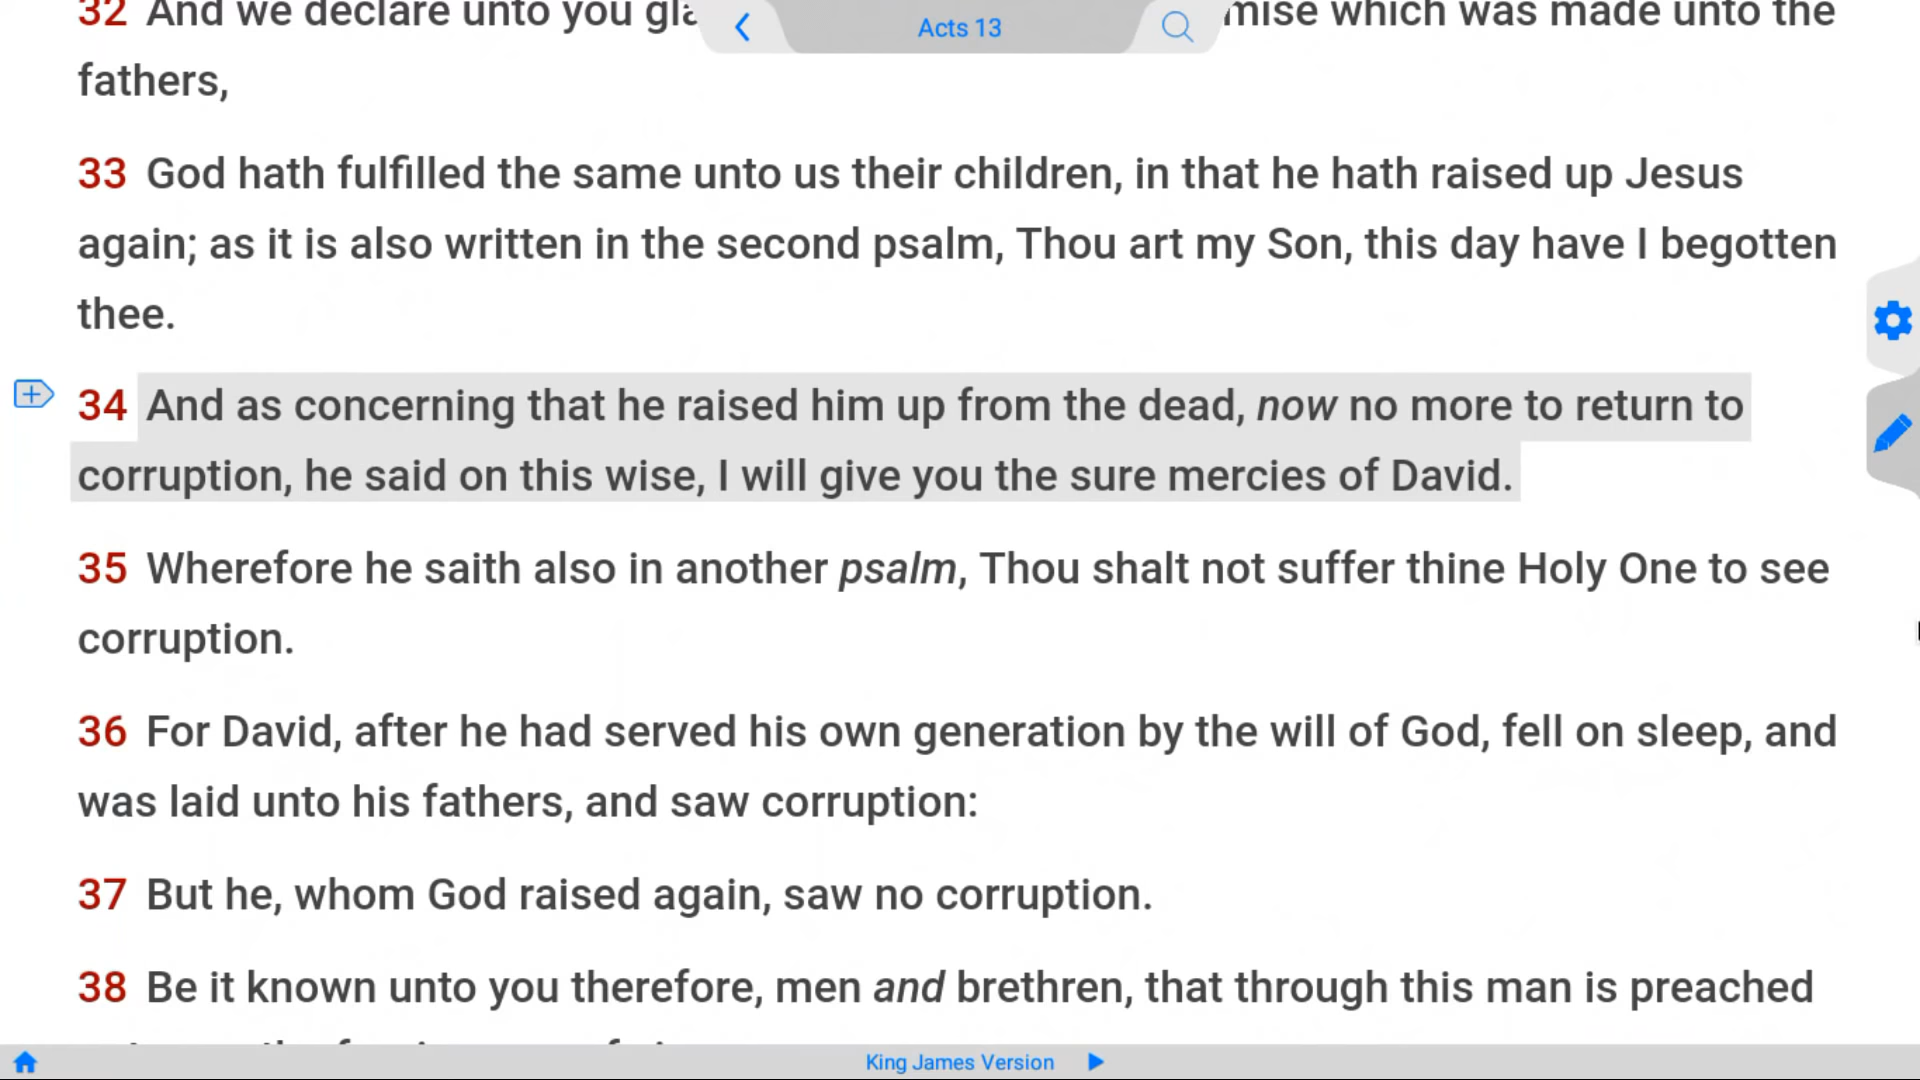 32 And we declare unto you
Acts 13
which was made unto the
fathers,
33 God hath fulfilled the same unto us their children, in that he hath raised up Jesus
again; as it is also written in the second psalm, Thou art my Son, this day have I begotten
thee.
34 And as concerning that he raised him up from the dead, now no more to return to
corruption, he said on this wise, I will give you the sure mercies of David.
35 Wherefore he saith also in another psalm, Thou shalt not suffer thine Holy One to see
corruption.
36 For David, after he had served his own generation by the will of God, fell on sleep, and
was laid unto his fathers, and saw corruption:
37 But he, whom God raised again, saw no corruption.
38 Be it known unto you therefore, men and brethren, that through this man is preached
King James Version